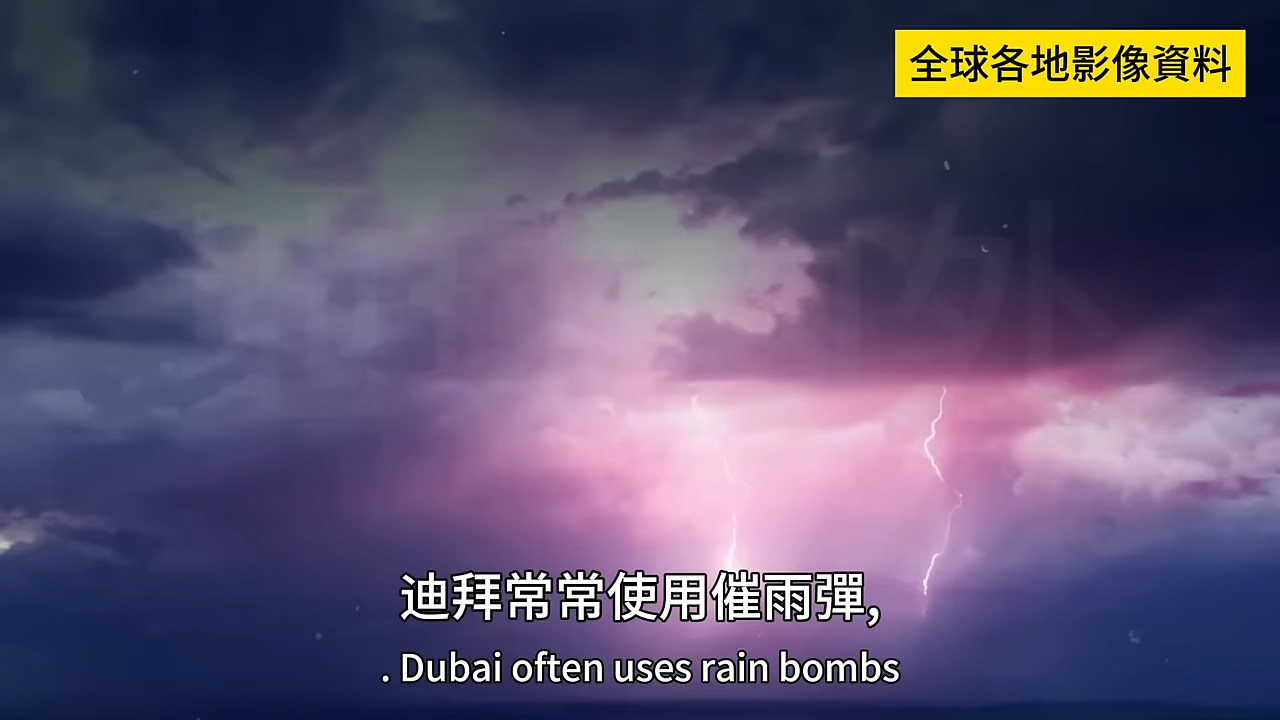 全球各地影像資料
迪拜常常使用催雨彈,
. Dubai often uses rain bombs